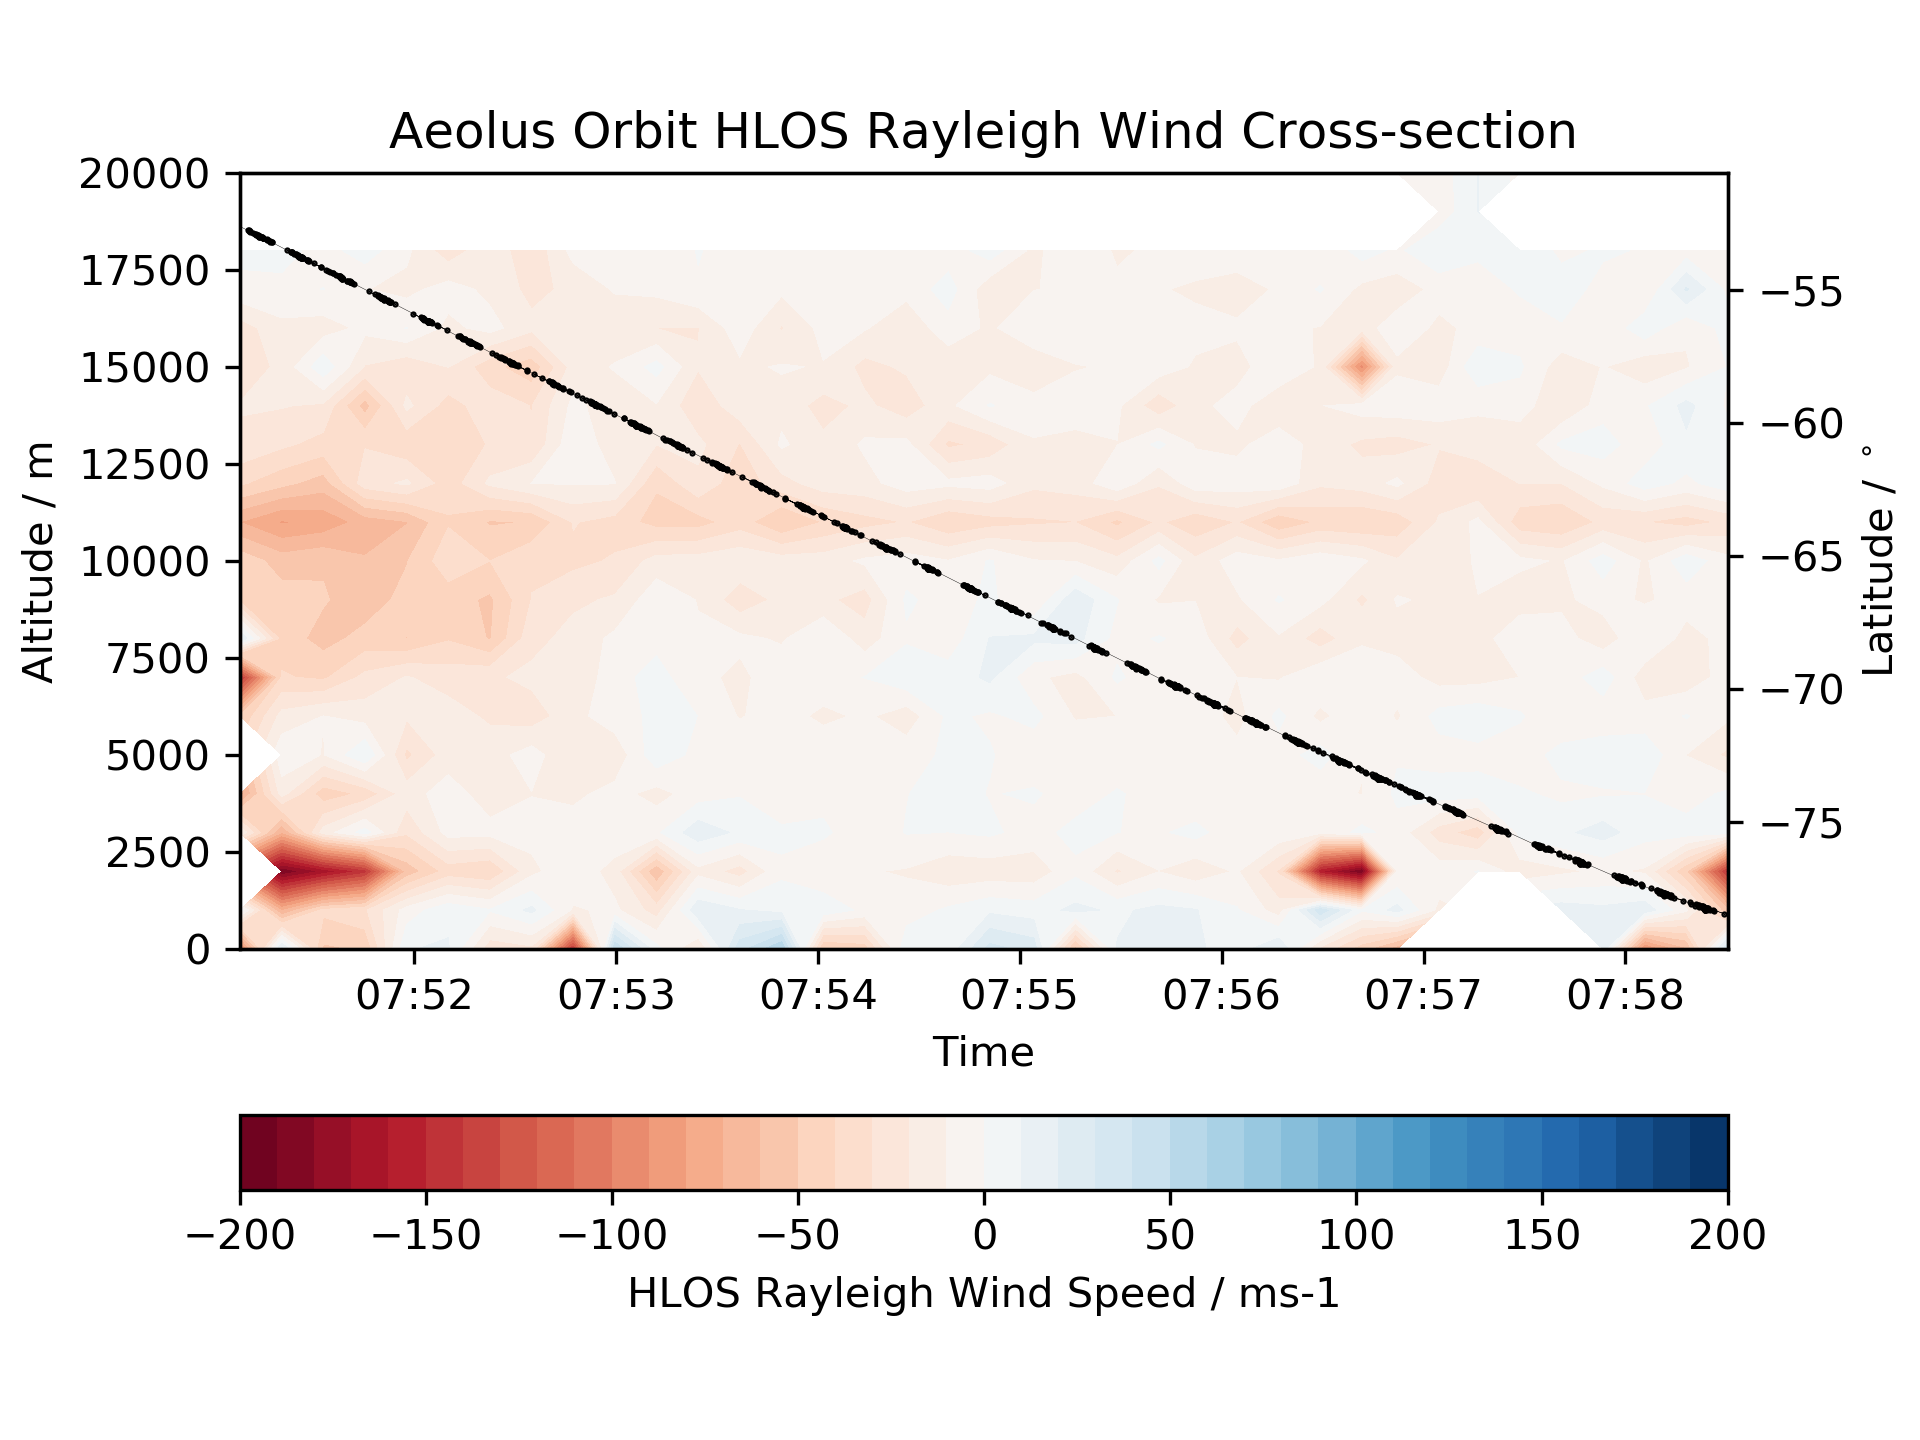 Aeolus Orbit HLOS Rayleigh Wind Cross-section
20000
17500
15000
12500
10000
7500
5000
2500
0
Altitude / m
−55
−60
−65
−70
−75
Latitude / °
07:52 07:53 07:54 07:55 07:56 07:57 07:58
Time
−200 −150 −100 −50 0 50 100 150 200
HLOS Rayleigh Wind Speed / ms-1